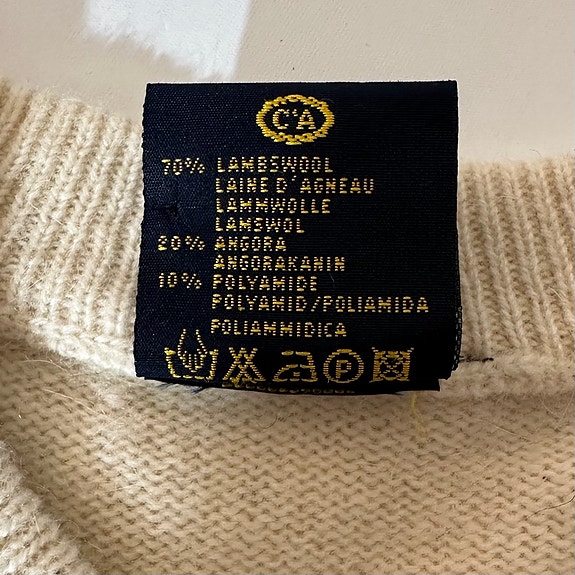 C&A
70% LAMBSWOOL
LAINE D'AGNEAU
LAMMWOLLE
LAMSWOL
20% ANGORA
ANGORAKANIN
10% POLYAMIDE
POLYAMID/POLIAMIDA
POLIAMMIDICA
P